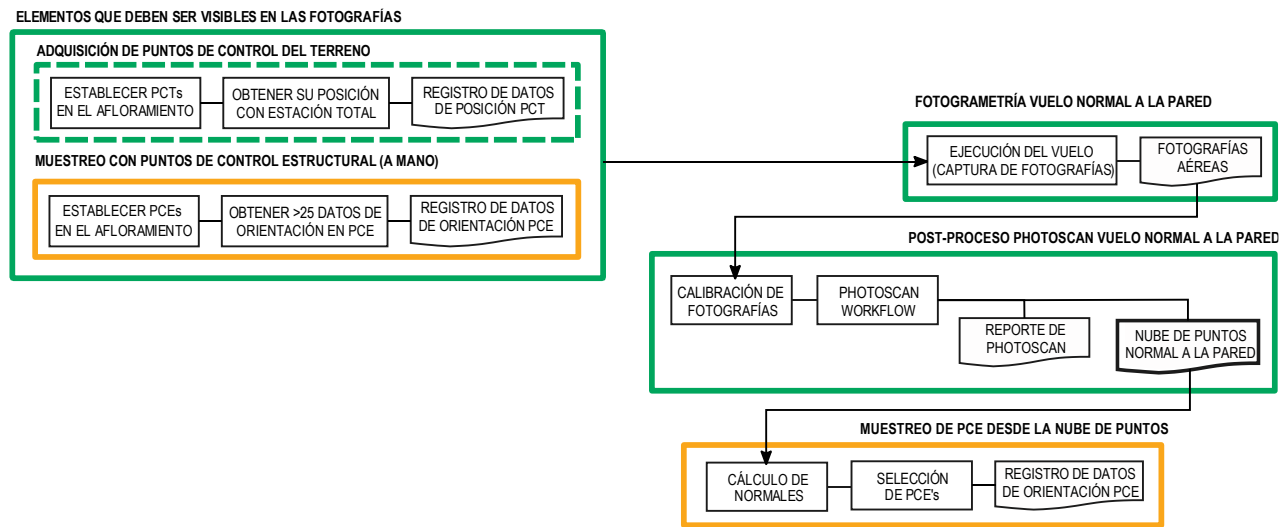 ELEMENTOS QUE DEBEN SER VISIBLES EN LAS FOTOGRAFÍAS
ADQUISICIÓN DE PUNTOS DE CONTROL DEL TERRENO
ESTABLECER PCTs
EN EL AFLORAMIENTO
OBTENER SU POSICIÓN
CON ESTACIÓN TOTAL
REGISTRO DE DATOS
DE POSICIÓN PCT
MUESTREO CON PUNTOS DE CONTROL ESTRUCTURAL (A MANO)
ESTABLECER PCEs
EN EL AFLORAMIENTO
OBTENER >25 DATOS DE
ORIENTACIÓN EN PCE
REGISTRO DE DATOS
DE ORIENTACIÓN PCE
FOTOGRAMETRÍA VUELO NORMAL A LA PARED
EJECUCIÓN DEL VUELO
(CAPTURA DE FOTOGRAFÍAS)
FOTOGRAFÍAS
AÉREAS
POST-PROCESO PHOTOSCAN VUELO NORMAL A LA PARED
CALIBRACIÓN DE
FOTOGRAFÍAS
PHOTOSCAN
WORKFLOW
REPORTE DE
PHOTOSCAN
NUBE DE PUNTOS
NORMAL A LA PARED
MUESTREO DE PCE DESDE LA NUBE DE PUNTOS
CÁLCULO DE
NORMALES
SELECCIÓN
DE PCE's
REGISTRO DE DATOS
DE ORIENTACIÓN PCE